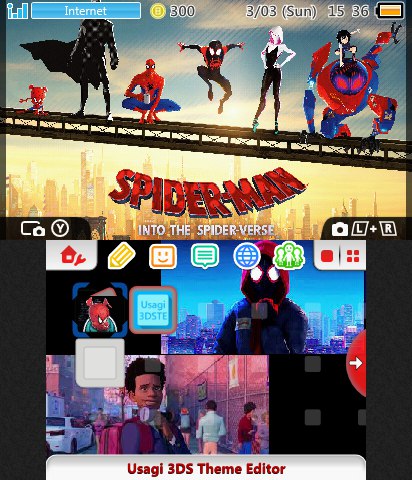 Internet
B 300 3/03 (Sun) 15 36
SPIDER-MAN
INTO THE SPIDER-VERSE
Y
L+R
Usagi
3DSTE
Usagi 3DS Theme Editor